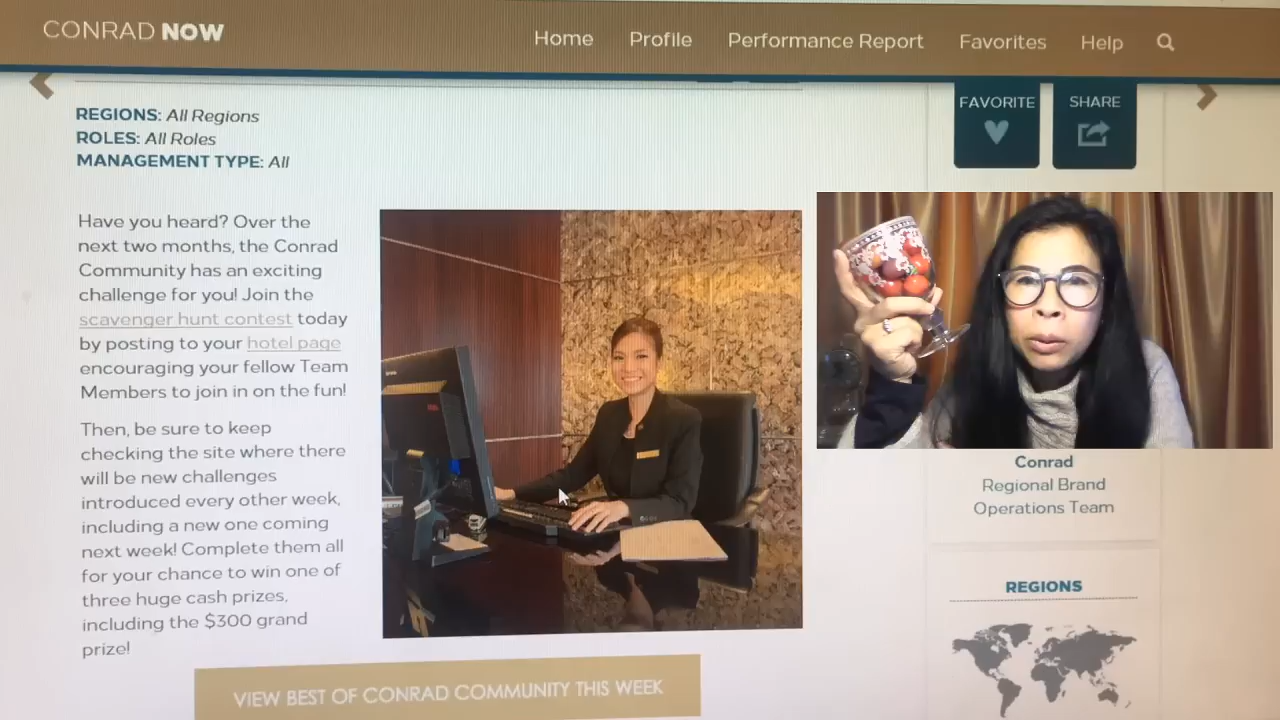 CONRAD NOW
Home Profile Performance Report Favorites Help
REGIONS: All Regions
ROLES: All Roles
MANAGEMENT TYPE: All
FAVORITE
SHARE
Have you heard? Over the
next two months, the Conrad
Community has an exciting
challenge for you! Join the
scavenger hunt contest today
by posting to your hotel page
encouraging your fellow Team
Members to join in on the fun!
Then, be sure to keep
checking the site where there
will be new challenges
introduced every other week,
including a new one coming
next week! Complete them all
for your chance to win one of
three huge cash prizes,
including the $300 grand
prize!
VIEW BEST OF CONRAD COMMUNITY THIS WEEK
Conrad
Regional Brand
Operations Team
REGIONS